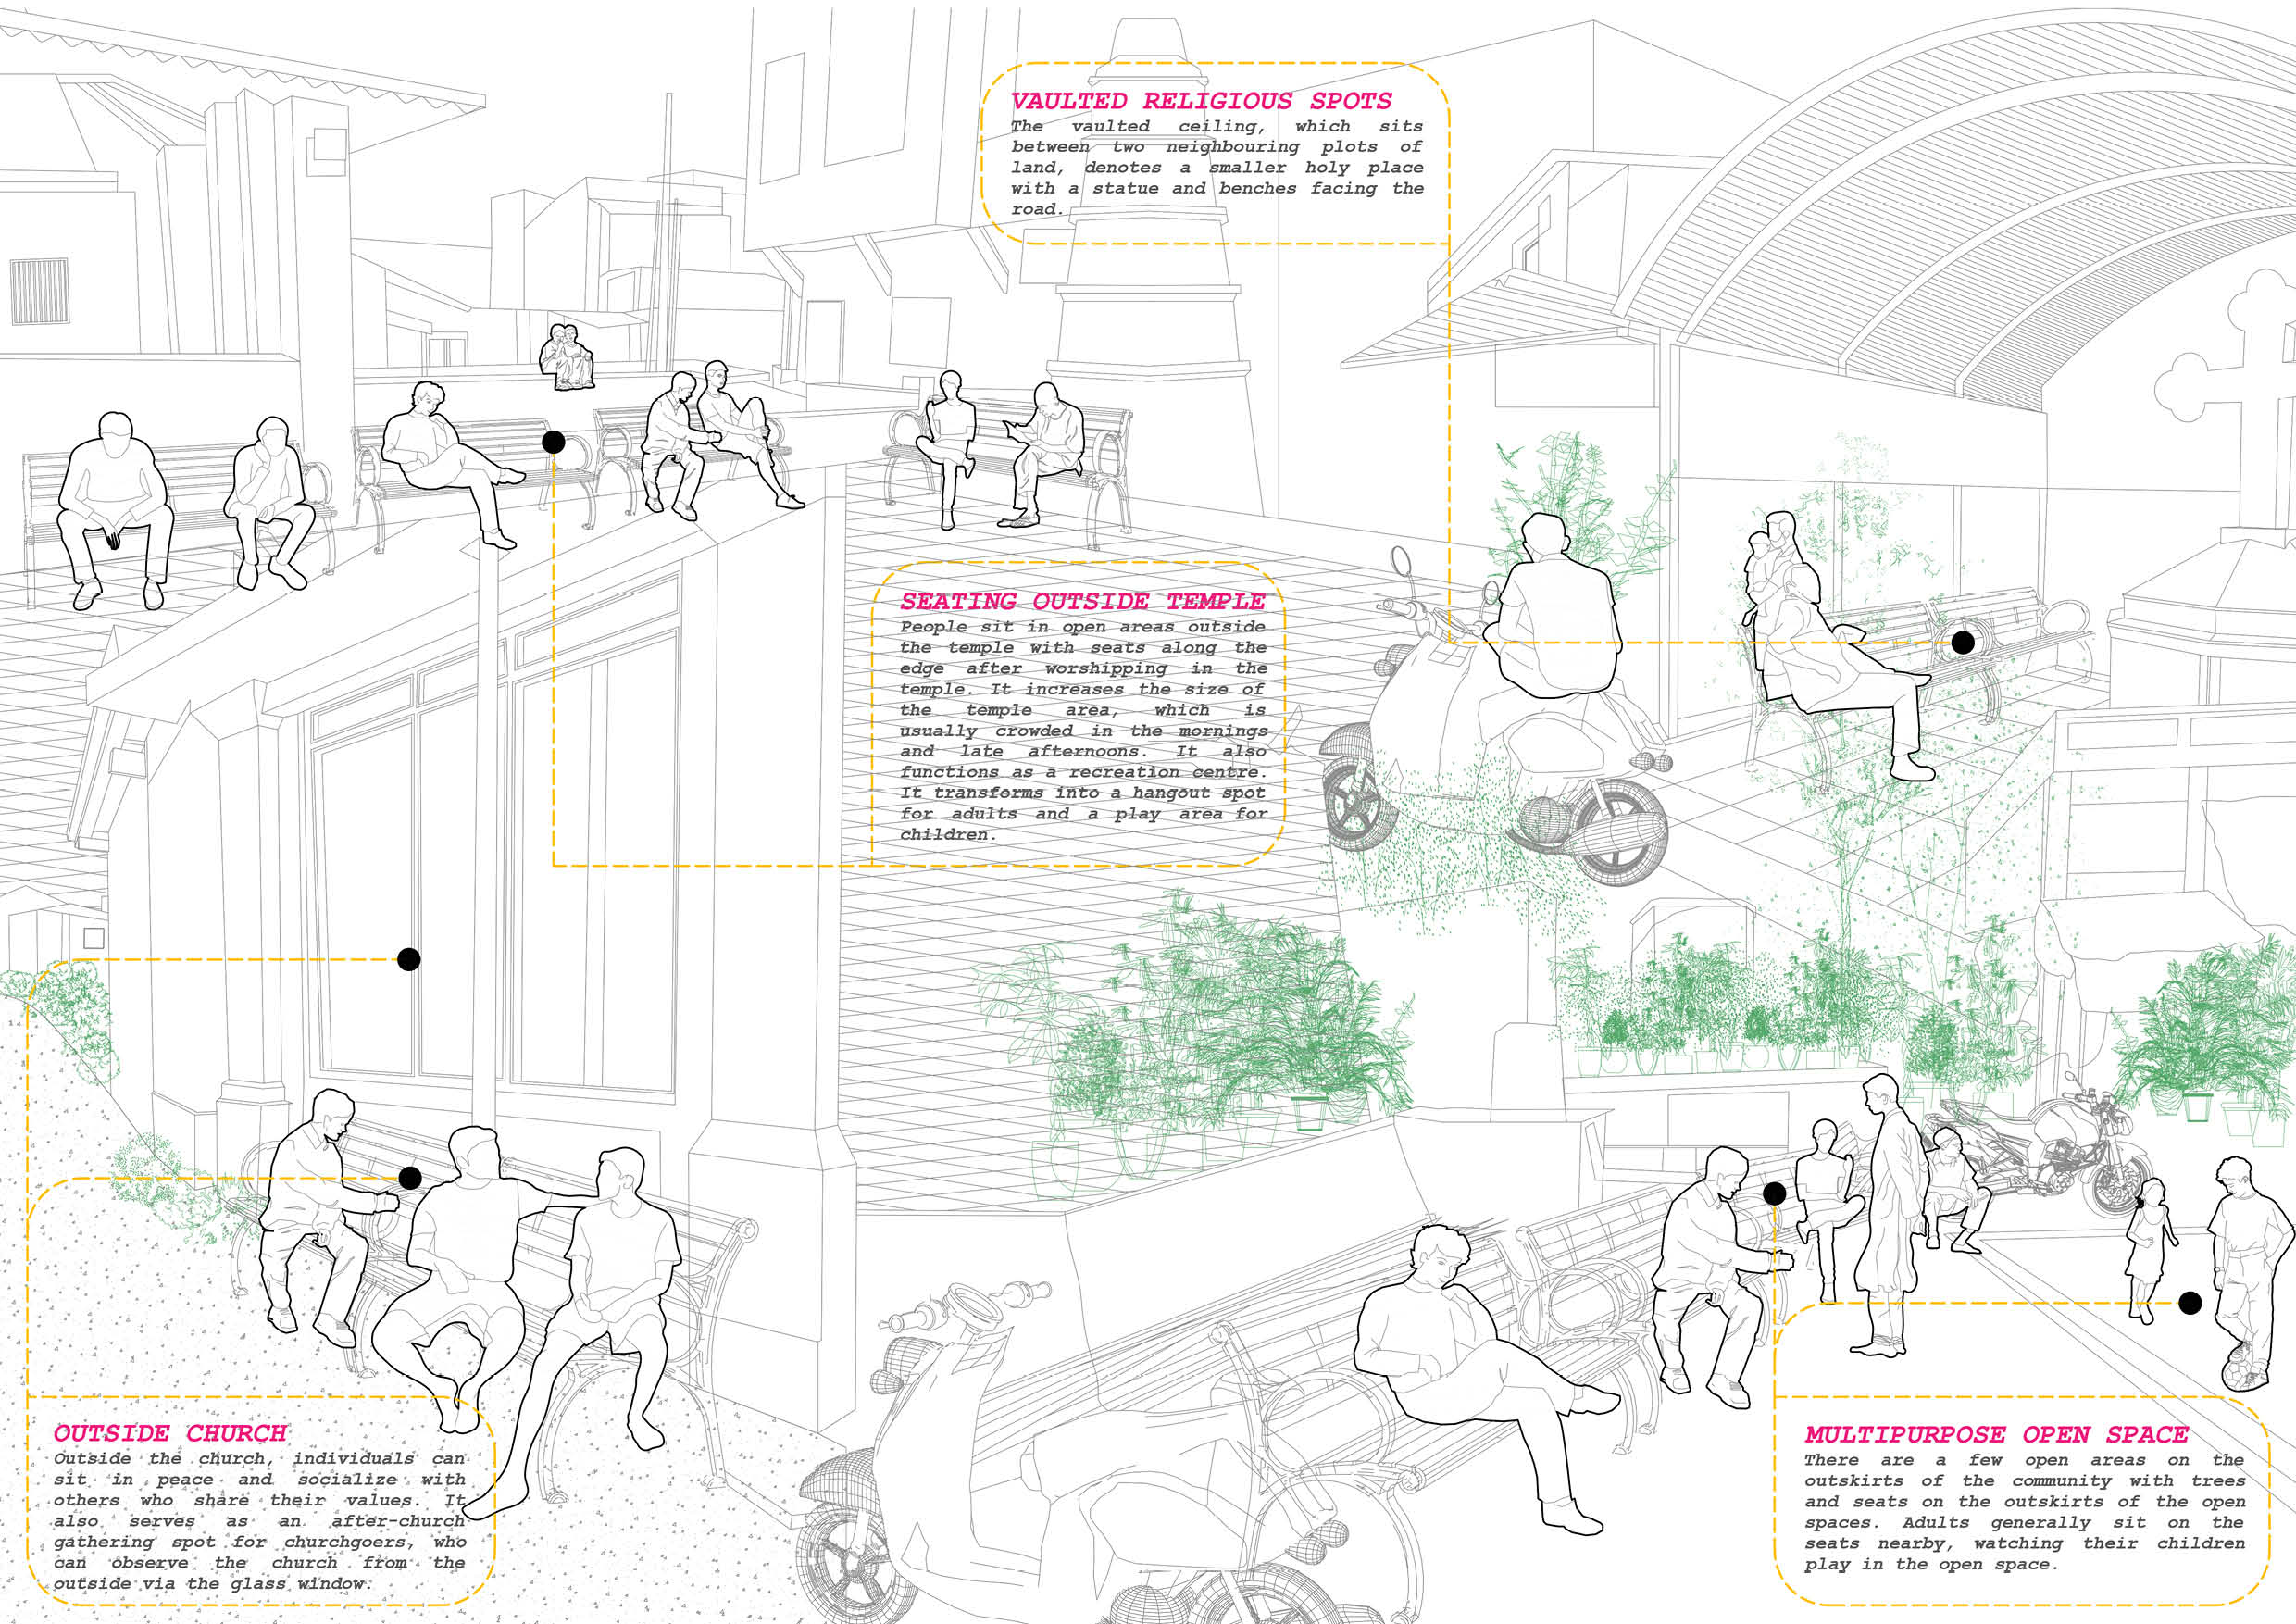 VAULTED RELIGIOUS SPOTS
The vaulted ceiling, which sits
between two neighbouring plots of
land, denotes a smaller holy place
with a statue and benches facing the
road.
SEATING OUTSIDE TEMPLE
People sit in open areas outside
the temple with seats along the
edge after worshipping in the
temple. It increases the size of
the temple area, which is
usually crowded in the mornings
and late afternoons. It also
functions as a recreation centre.
It transforms into a hangout spot
for adults and a play area for
children.
OUTSIDE CHURCH
Outside the church, individuals can
sit in peace and socialize with
others who share their values. It
also serves as an after-church
gathering spot for churchgoers, who
can observe the church from the
outside via the glass window.
MULTIPURPOSE OPEN SPACE
There are a few open areas on the
outskirts of the community with trees
and seats on the outskirts of the open
spaces. Adults generally sit on the
seats nearby, watching their children
play in the open space.